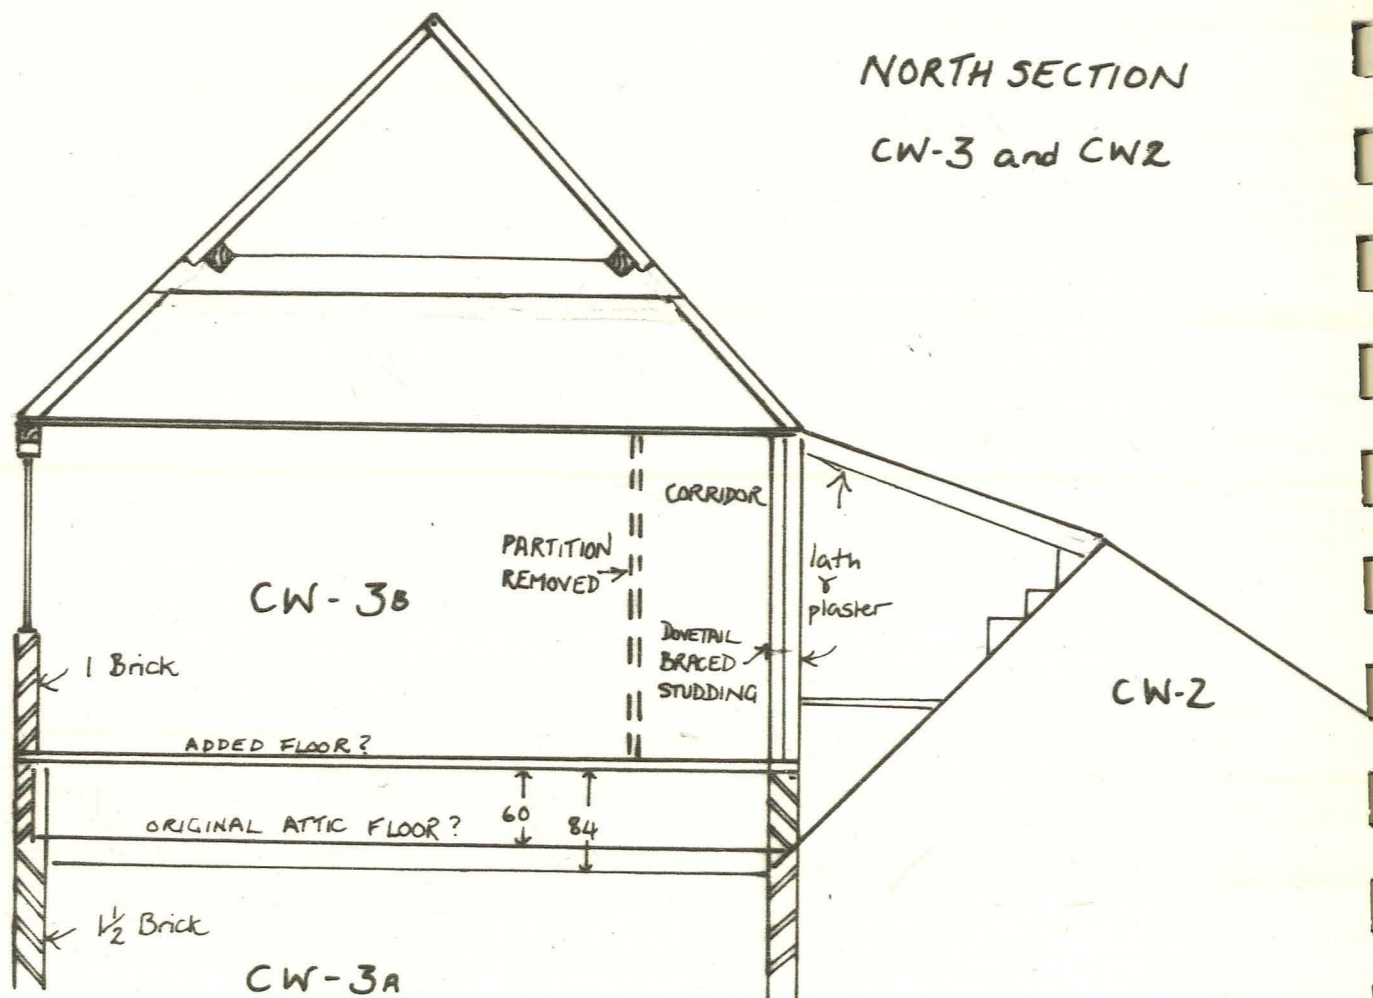 NORTH SECTION
CW-3 and CW2
CORRIDOR
PARTITION
REMOVED
lath
&
plaster
CW-3B
DOVETAIL
BRACED
STUDDING
1 Brick
CW-2
ADDED FLOOR?
60
84
ORIGINAL ATTIC FLOOR?
1½ Brick
CW-3A